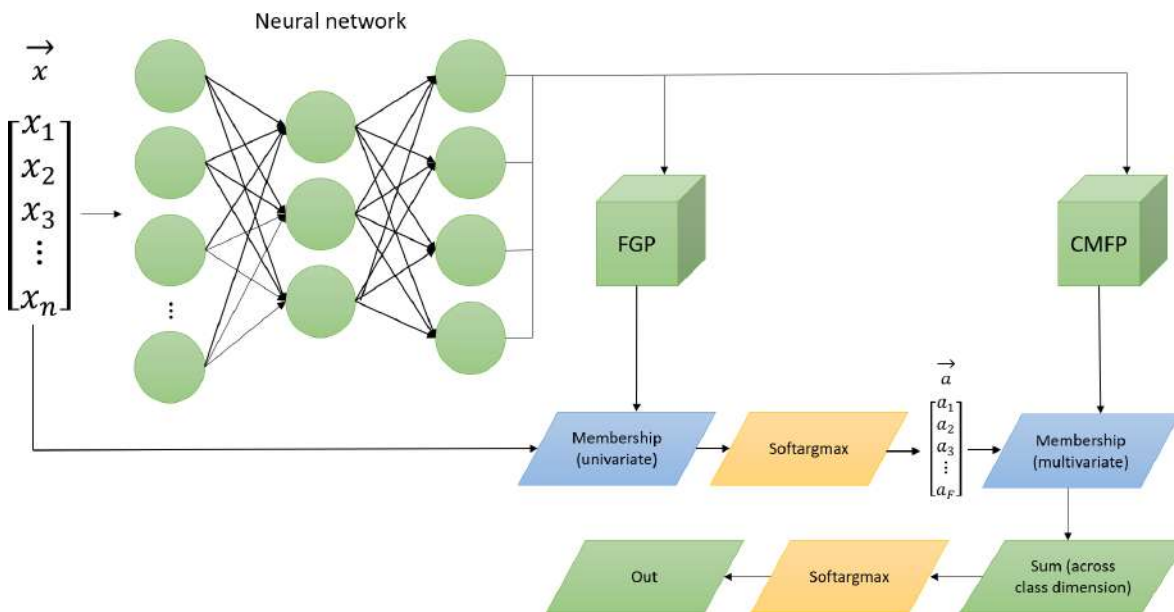 Neural network
x
x₁
x₂
x₃
⋮
xₙ
...
FGP
CMFP
Membership
(univariate)
Softargmax
a
a₁
a₂
a₃
⋮
a_F
Membership
(multivariate)
Out
Softargmax
Sum (across
class dimension)